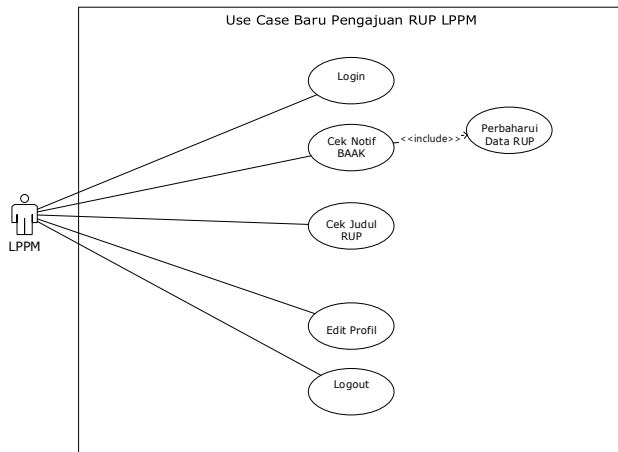 Use Case Baru Pengajuan RUP LPPM
Login
Cek Notif
BAAK
<<include>>
Perbaharui
Data RUP
Cek Judul
RUP
LPPM
Edit Profil
Logout